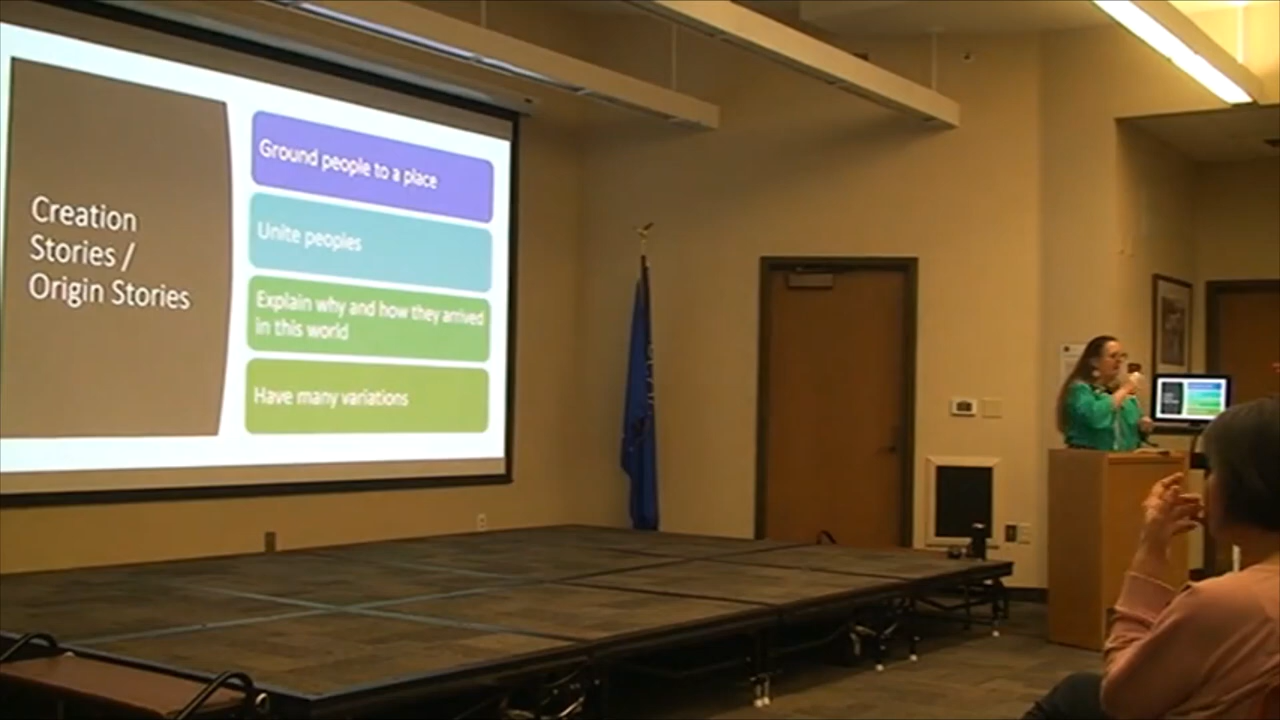 Creation
Stories /
Origin Stories
Ground people to a place
Unite peoples
Explain why and how they arrived
in this world
Have many variations